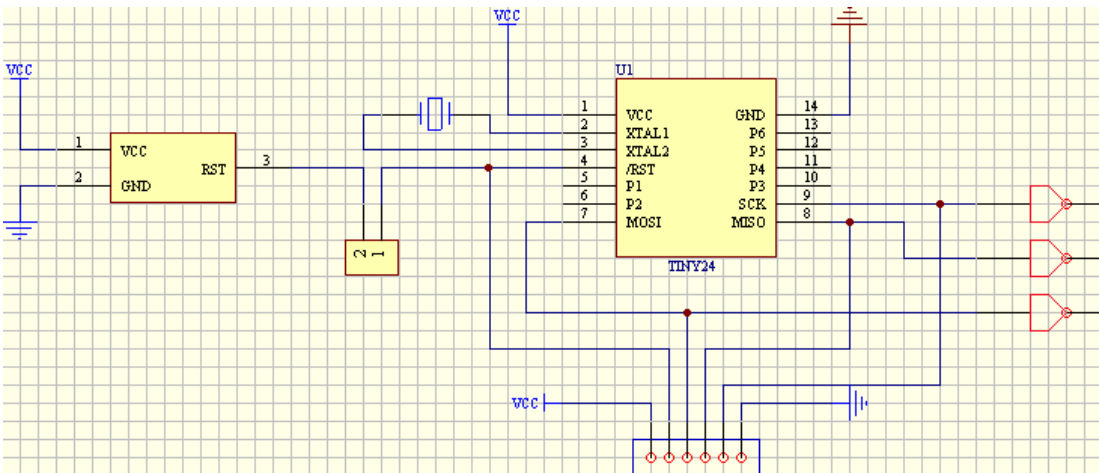 VCC
VCC
U1
1 VCC GND 14
2 XTAL1 P6 13
3 XTAL2 P5 12
4 /RST P4 11
5 P1 P3 10
6 P2 SCK 9
7 MOSI MISO 8
TINY24
1 VCC
RST 3
2 GND
2 1
VCC